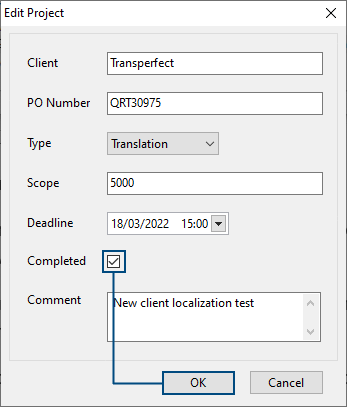 Edit Project
Client Transperfect
PO Number QRT30975
Type Translation
Scope 5000
Deadline 18/03/2022 15:00
Completed
Comment New client localization test
OK Cancel